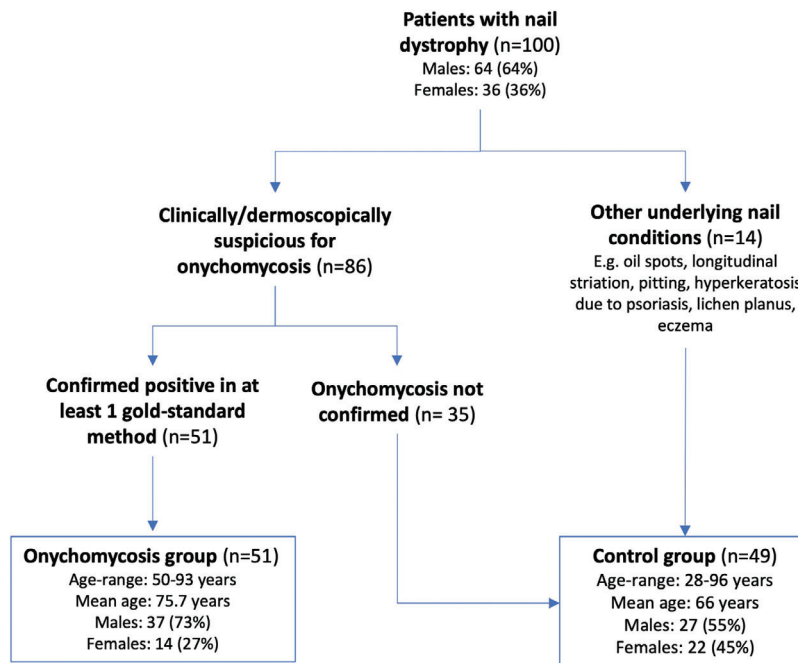 Patients with nail
dystrophy (n=100)
Males: 64 (64%)
Females: 36 (36%)
Clinically/dermoscopically
suspicious for
onychomycosis (n=86)
Other underlying nail
conditions (n=14)
E.g. oil spots, longitudinal
striation, pitting, hyperkeratosis
due to psoriasis, lichen planus,
eczema
Confirmed positive in at
least 1 gold-standard
method (n=51)
Onychomycosis not
confirmed (n= 35)
Onychomycosis group (n=51)
Age-range: 50-93 years
Mean age: 75.7 years
Males: 37 (73%)
Females: 14 (27%)
Control group (n=49)
Age-range: 28-96 years
Mean age: 66 years
Males: 27 (55%)
Females: 22 (45%)